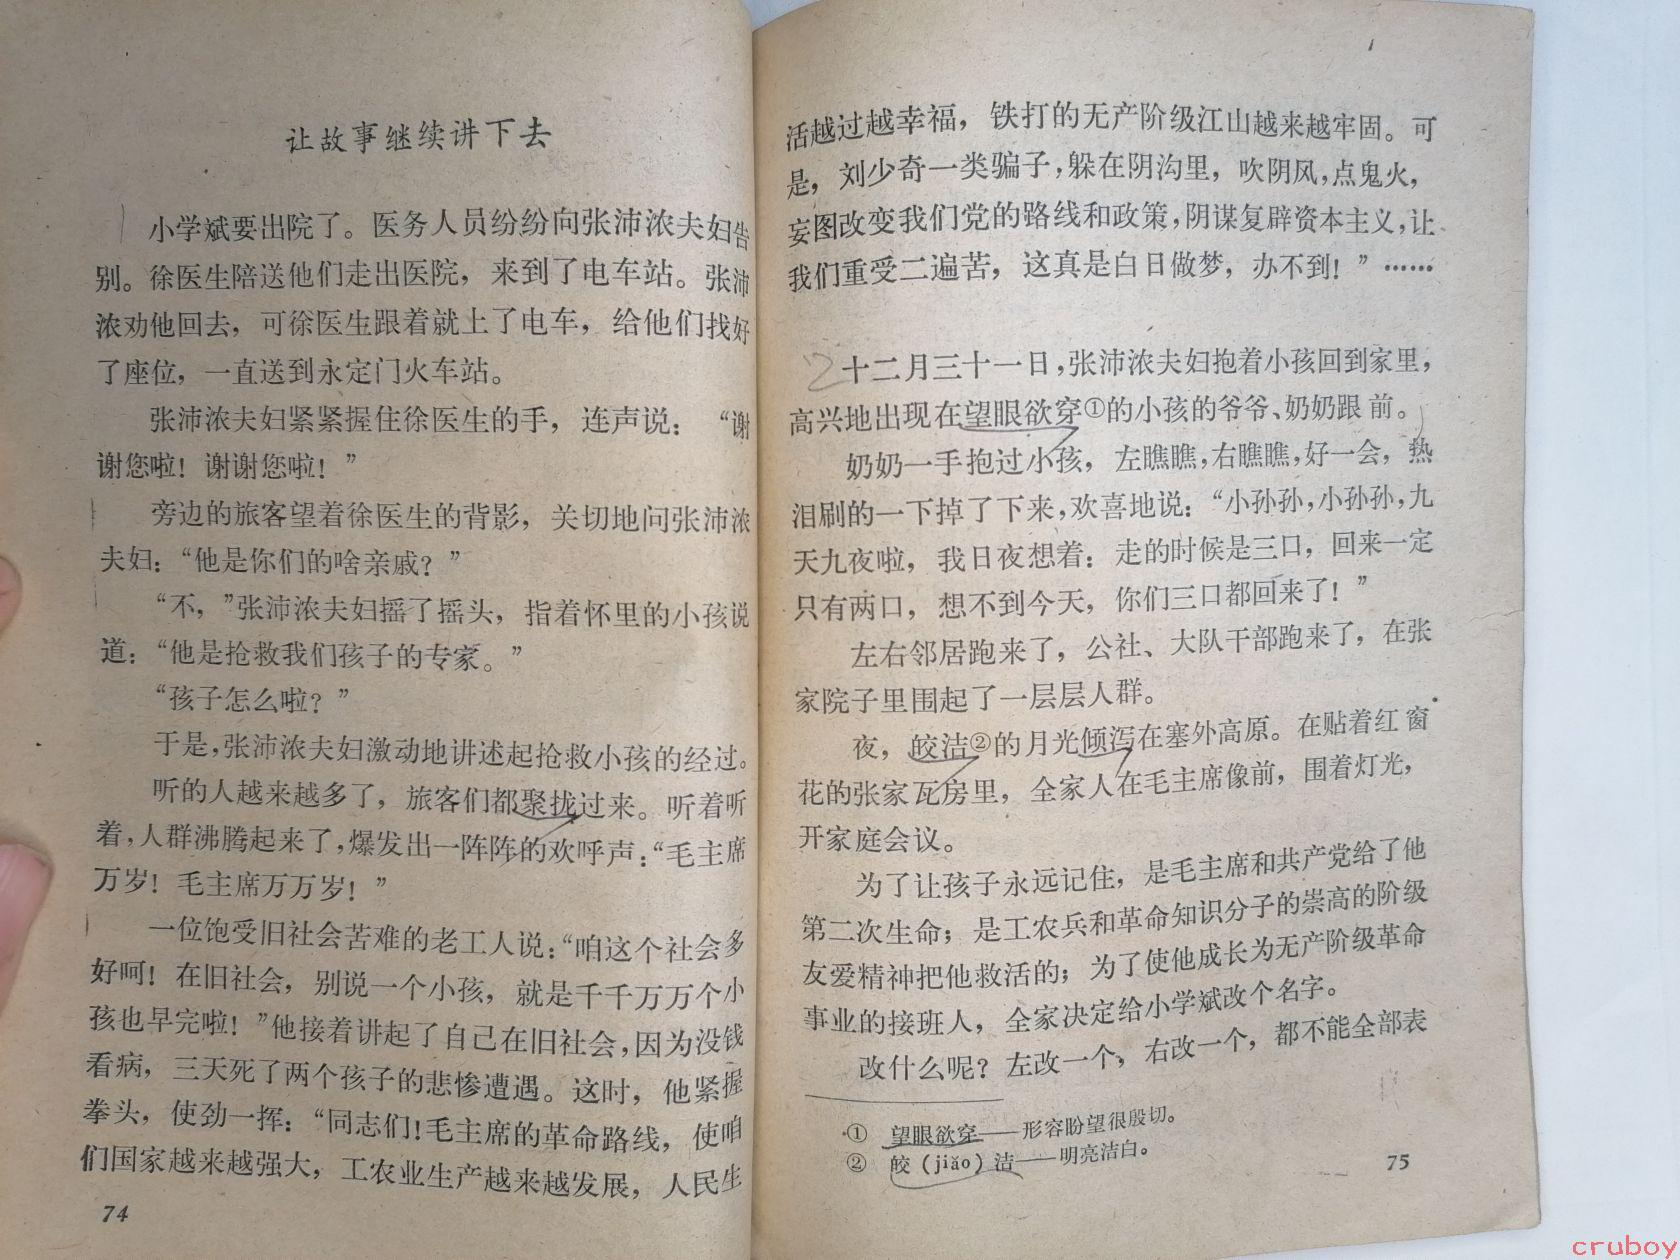 让故事继续讲下去
小学斌要出院了。医务人员纷纷向张沛浓夫妇告
别。徐医生陪送他们走出医院，来到了电车站。张沛
浓劝他回去，可徐医生跟着就上了电车，给他们找好
了座位，一直送到永定门火车站。
张沛浓夫妇紧紧握住徐医生的手，连声说：“谢
谢您啦！谢谢您啦！”
旁边的旅客望着徐医生的背影，关切地问张沛浓
夫妇：“他是你们的啥亲戚？”
“不，”张沛浓夫妇摇了摇头，指着怀里的小孩说
道：“他是抢救我们孩子的专家。”
“孩子怎么啦？”
于是，张沛浓夫妇激动地讲述起抢救小孩的经过。
听的人越来越多了，旅客们都聚拢过来。听着听
着，人群沸腾起来了，爆发出一阵阵的欢呼声：“毛主席
万岁！毛主席万万岁！”
一位饱受旧社会苦难的老工人说：“咱这个社会多
好呵！在旧社会，别说一个小孩，就是千千万万个小
孩也早完啦！”他接着讲起了自己在旧社会，因为没钱
看病，三天死了两个孩子的悲惨遭遇。这时，他紧握
拳头，使劲一挥：“同志们！毛主席的革命路线，使咱
们国家越来越强大，工农业生产越来越发展，人民生
74
活越过越幸福，铁打的无产阶级江山越来越牢固。可
是，刘少奇一类骗子，躲在阴沟里，吹阴风，点鬼火，
妄图改变我们党的路线和政策，阴谋复辟资本主义，让
我们重受二遍苦，这真是白日做梦，办不到！”……
十二月三十一日，张沛浓夫妇抱着小孩回到家里，
高兴地出现在望眼欲穿①的小孩的爷爷、奶奶跟前。
奶奶一手抱过小孩，左瞧瞧，右瞧瞧，好一会，热
泪刷的一下掉了下来，欢喜地说：“小孙孙，小孙孙，九
天九夜啦，我日夜想着：走的时候是三口，回来一定
只有两口，想不到今天，你们三口都回来了！”
左右邻居跑来了，公社、大队干部跑来了，在张
家院子里围起了一层层人群。
夜，皎洁②的月光倾泻在塞外高原。在贴着红窗
花的张家瓦房里，全家人在毛主席像前，围着灯光，
开家庭会议。
为了让孩子永远记住，是毛主席和共产党给了他
第二次生命；是工农兵和革命知识分子的崇高的阶级
友爱精神把他救活的；为了使他成长为无产阶级革命
事业的接班人，全家决定给小学斌改个名字。
改什么呢？左改一个，右改一个，都不能全部表
① 望眼欲穿——形容盼望很殷切。
② 皎（jiǎo）洁——明亮洁白。
75
cruboy